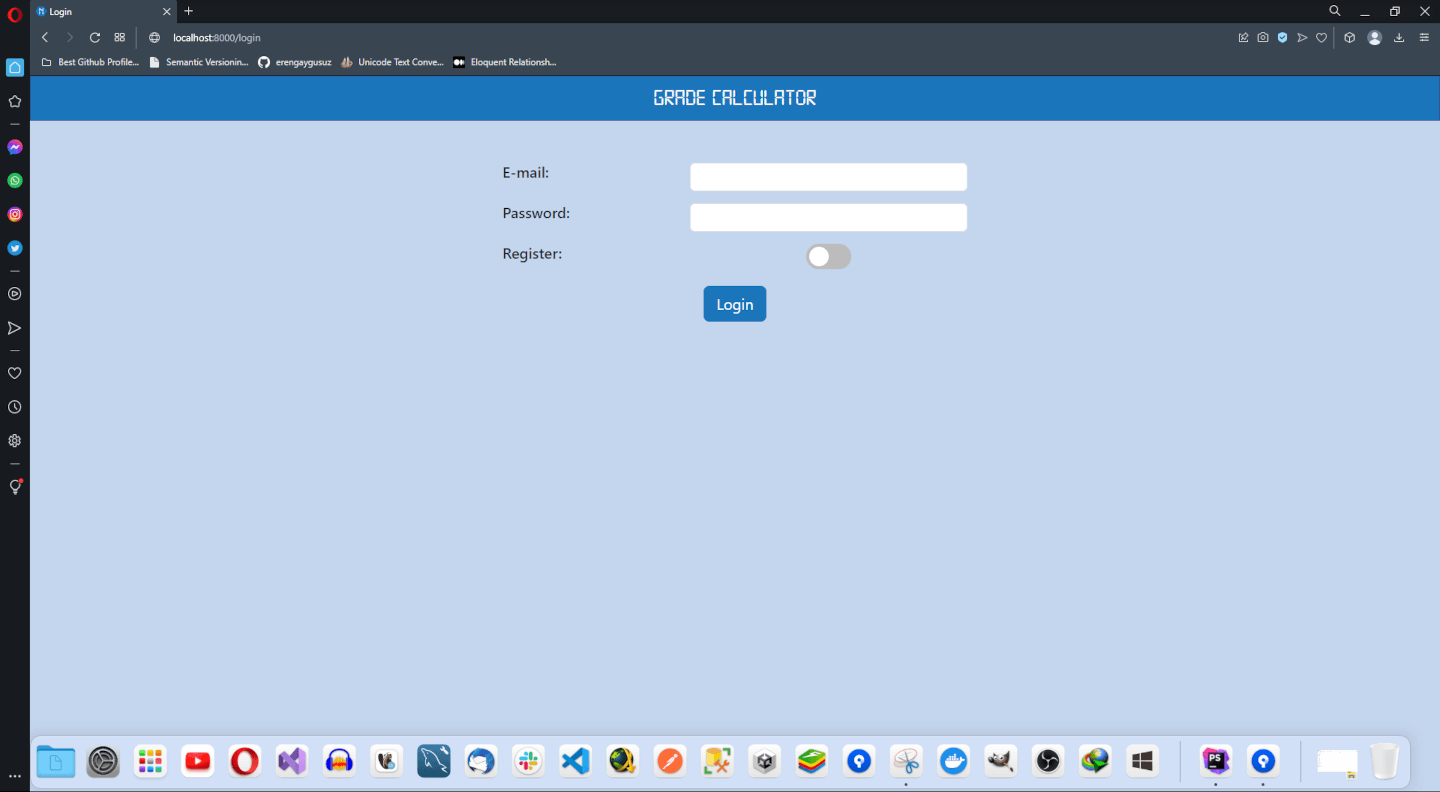 Login
localhost:8000/login
Best Github Profile...
Semantic Versionin...
erengaygusuz
Unicode Text Conve...
Eloquent Relationsh...
GRADE CALCULATOR
E-mail:
Password:
Register:
Login
PS